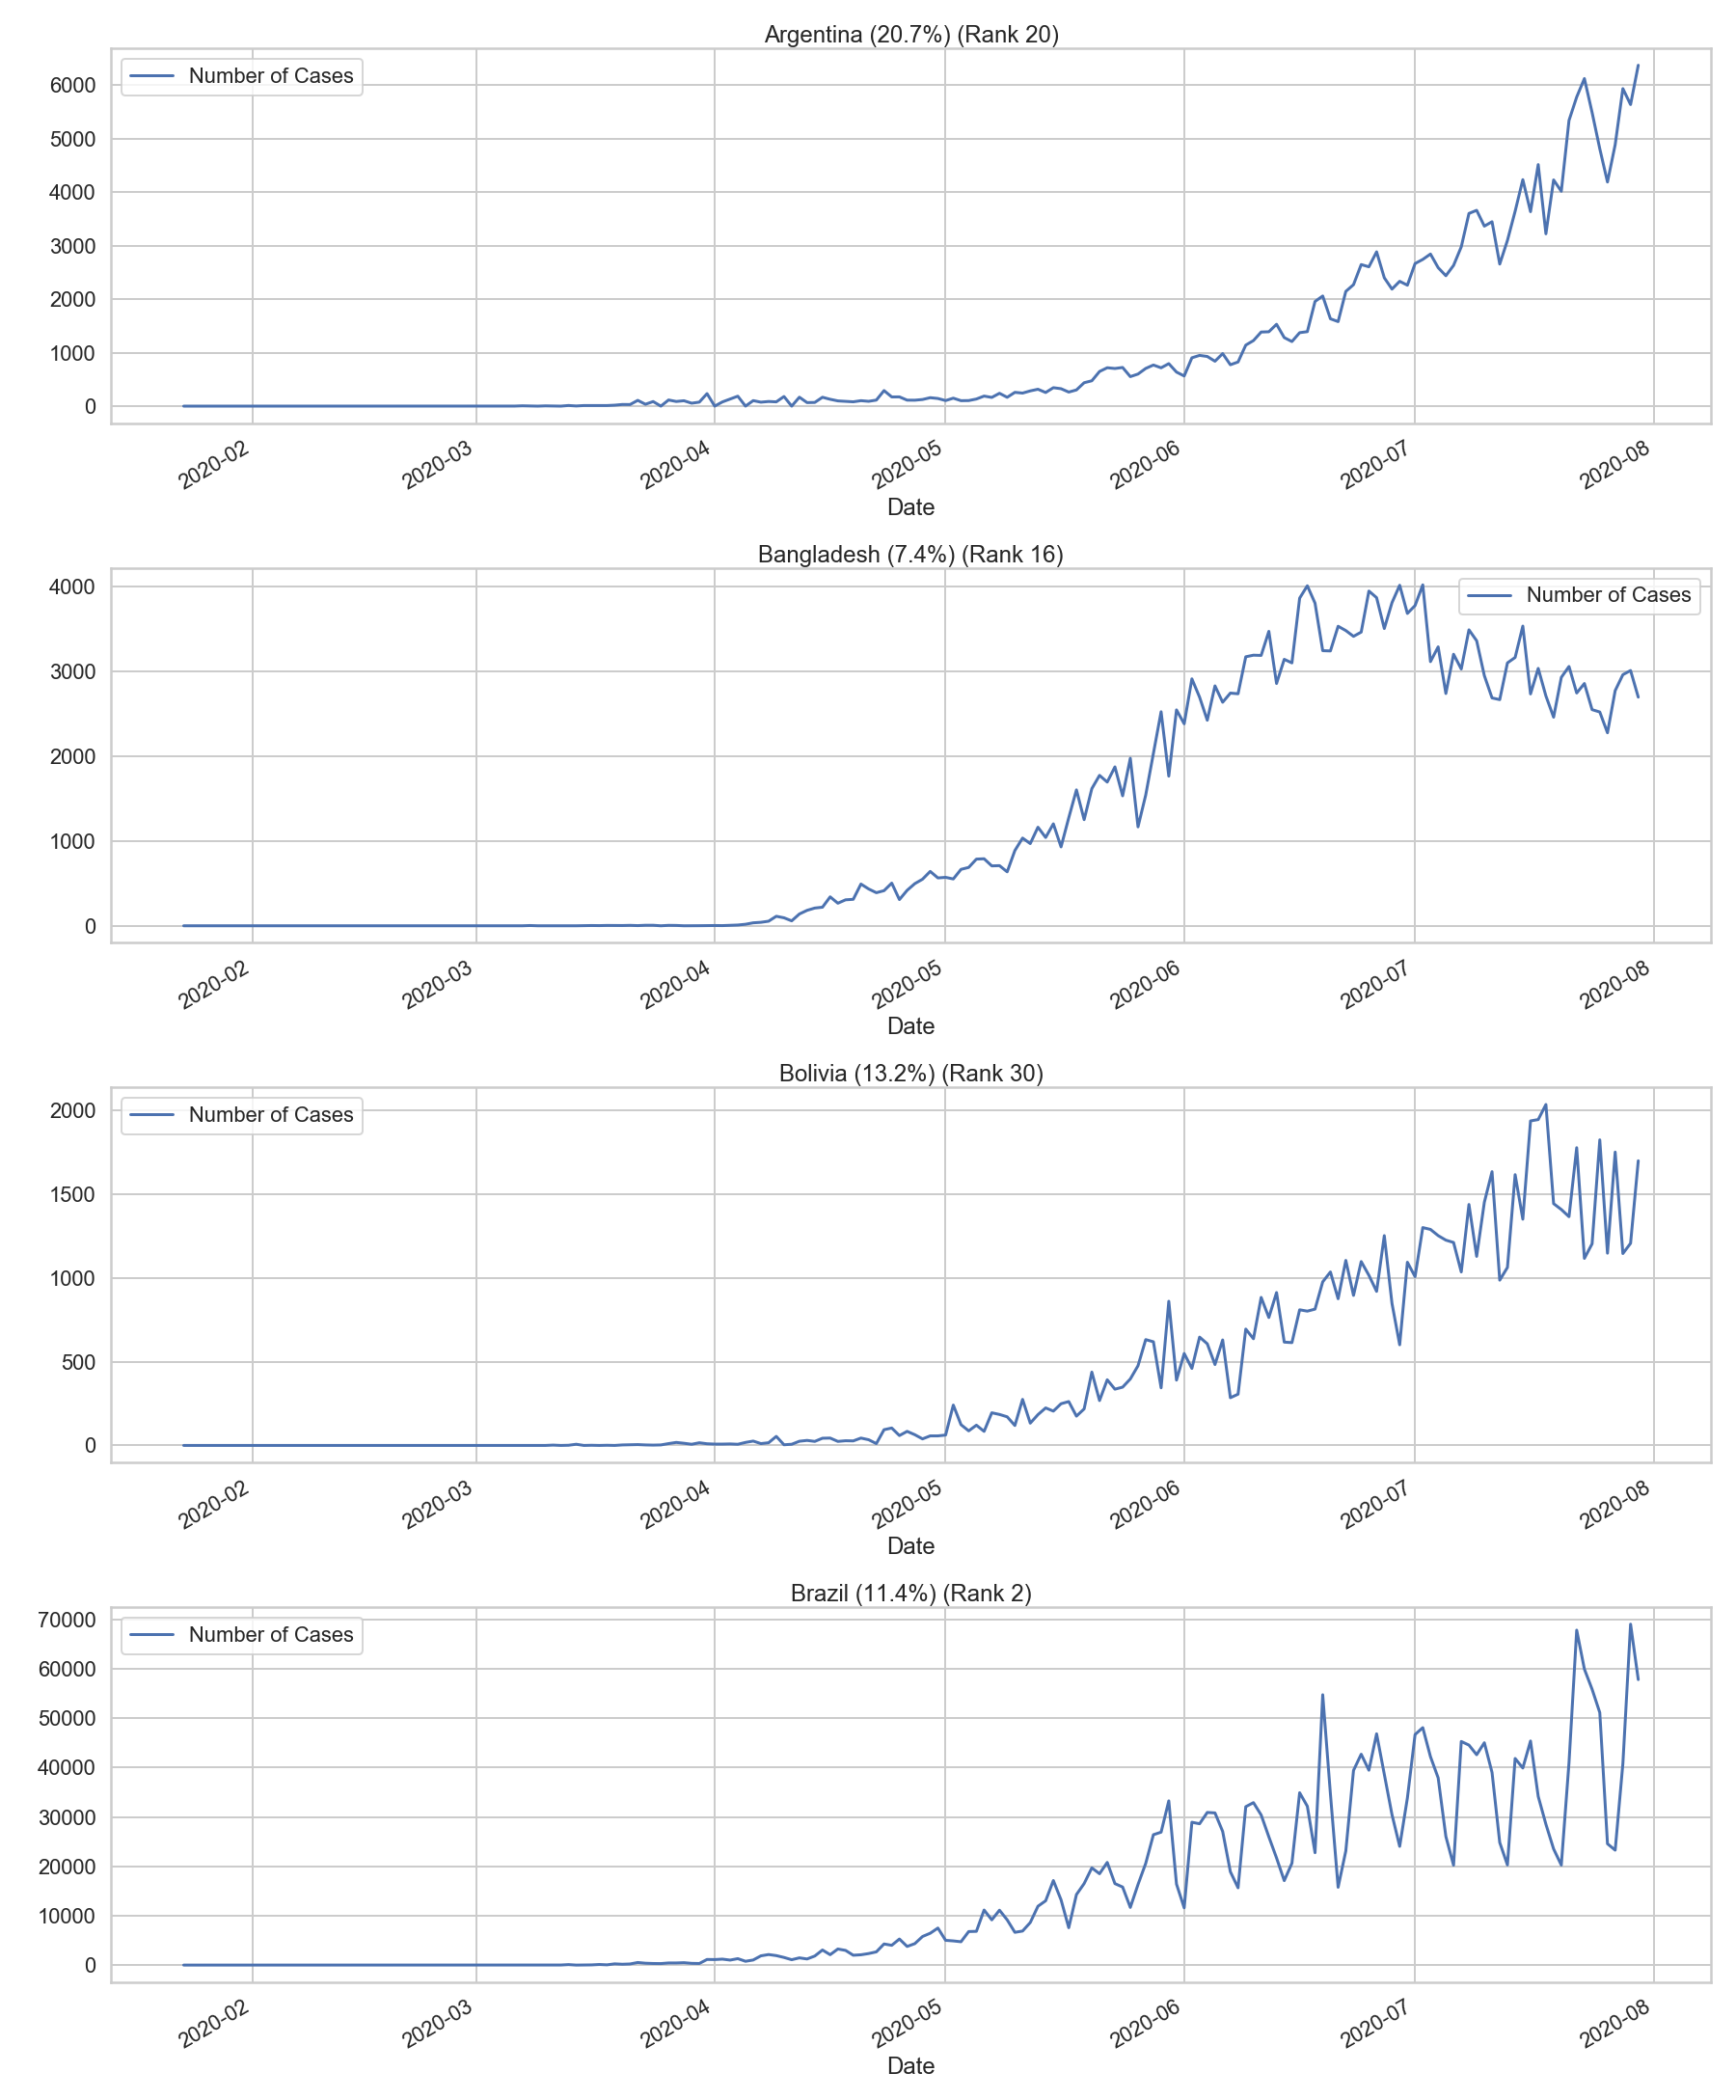 Argentina (20.7%) (Rank 20)
Number of Cases
6000
5000
4000
3000
2000
1000
0
2020-02 2020-03 2020-04 2020-05 2020-06 2020-07 2020-08
Date
Bangladesh (7.4%) (Rank 16)
Number of Cases
4000
3000
2000
1000
0
2020-02 2020-03 2020-04 2020-05 2020-06 2020-07 2020-08
Date
Bolivia (13.2%) (Rank 30)
Number of Cases
2000
1500
1000
500
0
2020-02 2020-03 2020-04 2020-05 2020-06 2020-07 2020-08
Date
Brazil (11.4%) (Rank 2)
Number of Cases
70000
60000
50000
40000
30000
20000
10000
0
2020-02 2020-03 2020-04 2020-05 2020-06 2020-07 2020-08
Date